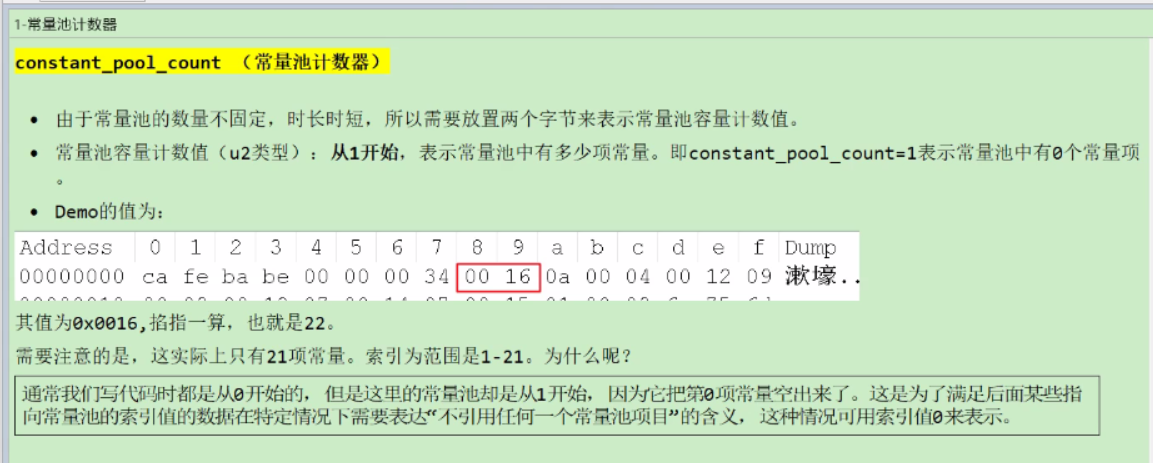 1-常量池计数器
constant_pool_count （常量池计数器）
• 由于常量池的数量不固定，时长时短，所以需要放置两个字节来表示常量池容量计数值。
• 常量池容量计数值（u2类型）：从1开始，表示常量池中有多少项常量。即constant_pool_count=1表示常量池中有0个常量项
。
• Demo的值为：
Address 0 1 2 3 4 5 6 7 8 9 a b c d e f Dump
00000000 ca fe ba be 00 00 00 34 00 16 0a 00 04 00 12 09 漱壕..
其值为0x0016,掐指一算，也就是22。
需要注意的是，这实际上只有21项常量。索引为范围是1-21。为什么呢？
通常我们写代码时都是从0开始的，但是这里的常量池却是从1开始，因为它把第0项常量空出来了。这是为了满足后面某些指
向常量池的索引值的数据在特定情况下需要表达“不引用任何一个常量池项目”的含义，这种情况可用索引值0来表示。